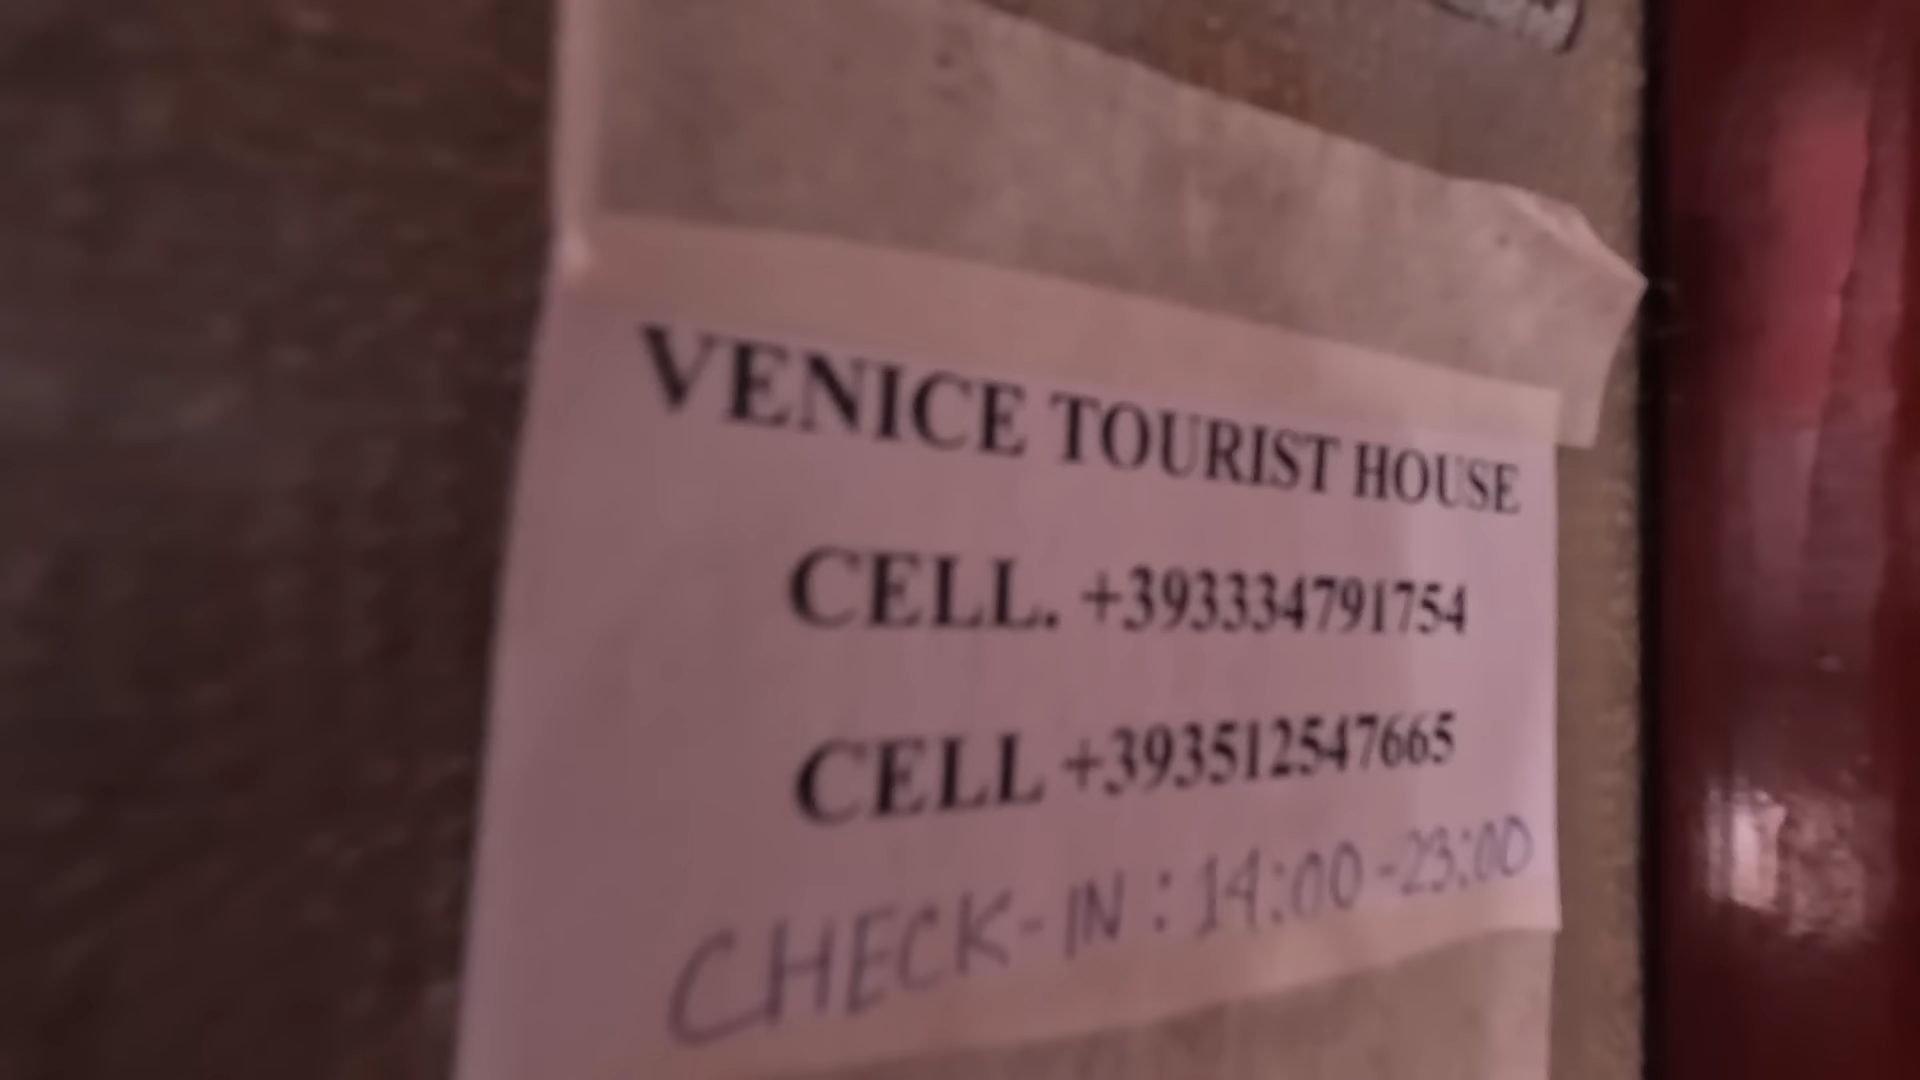 VENICE TOURIST HOUSE
CELL. +393334791754
CELL +393512547665
CHECK-IN : 14:00-23:00